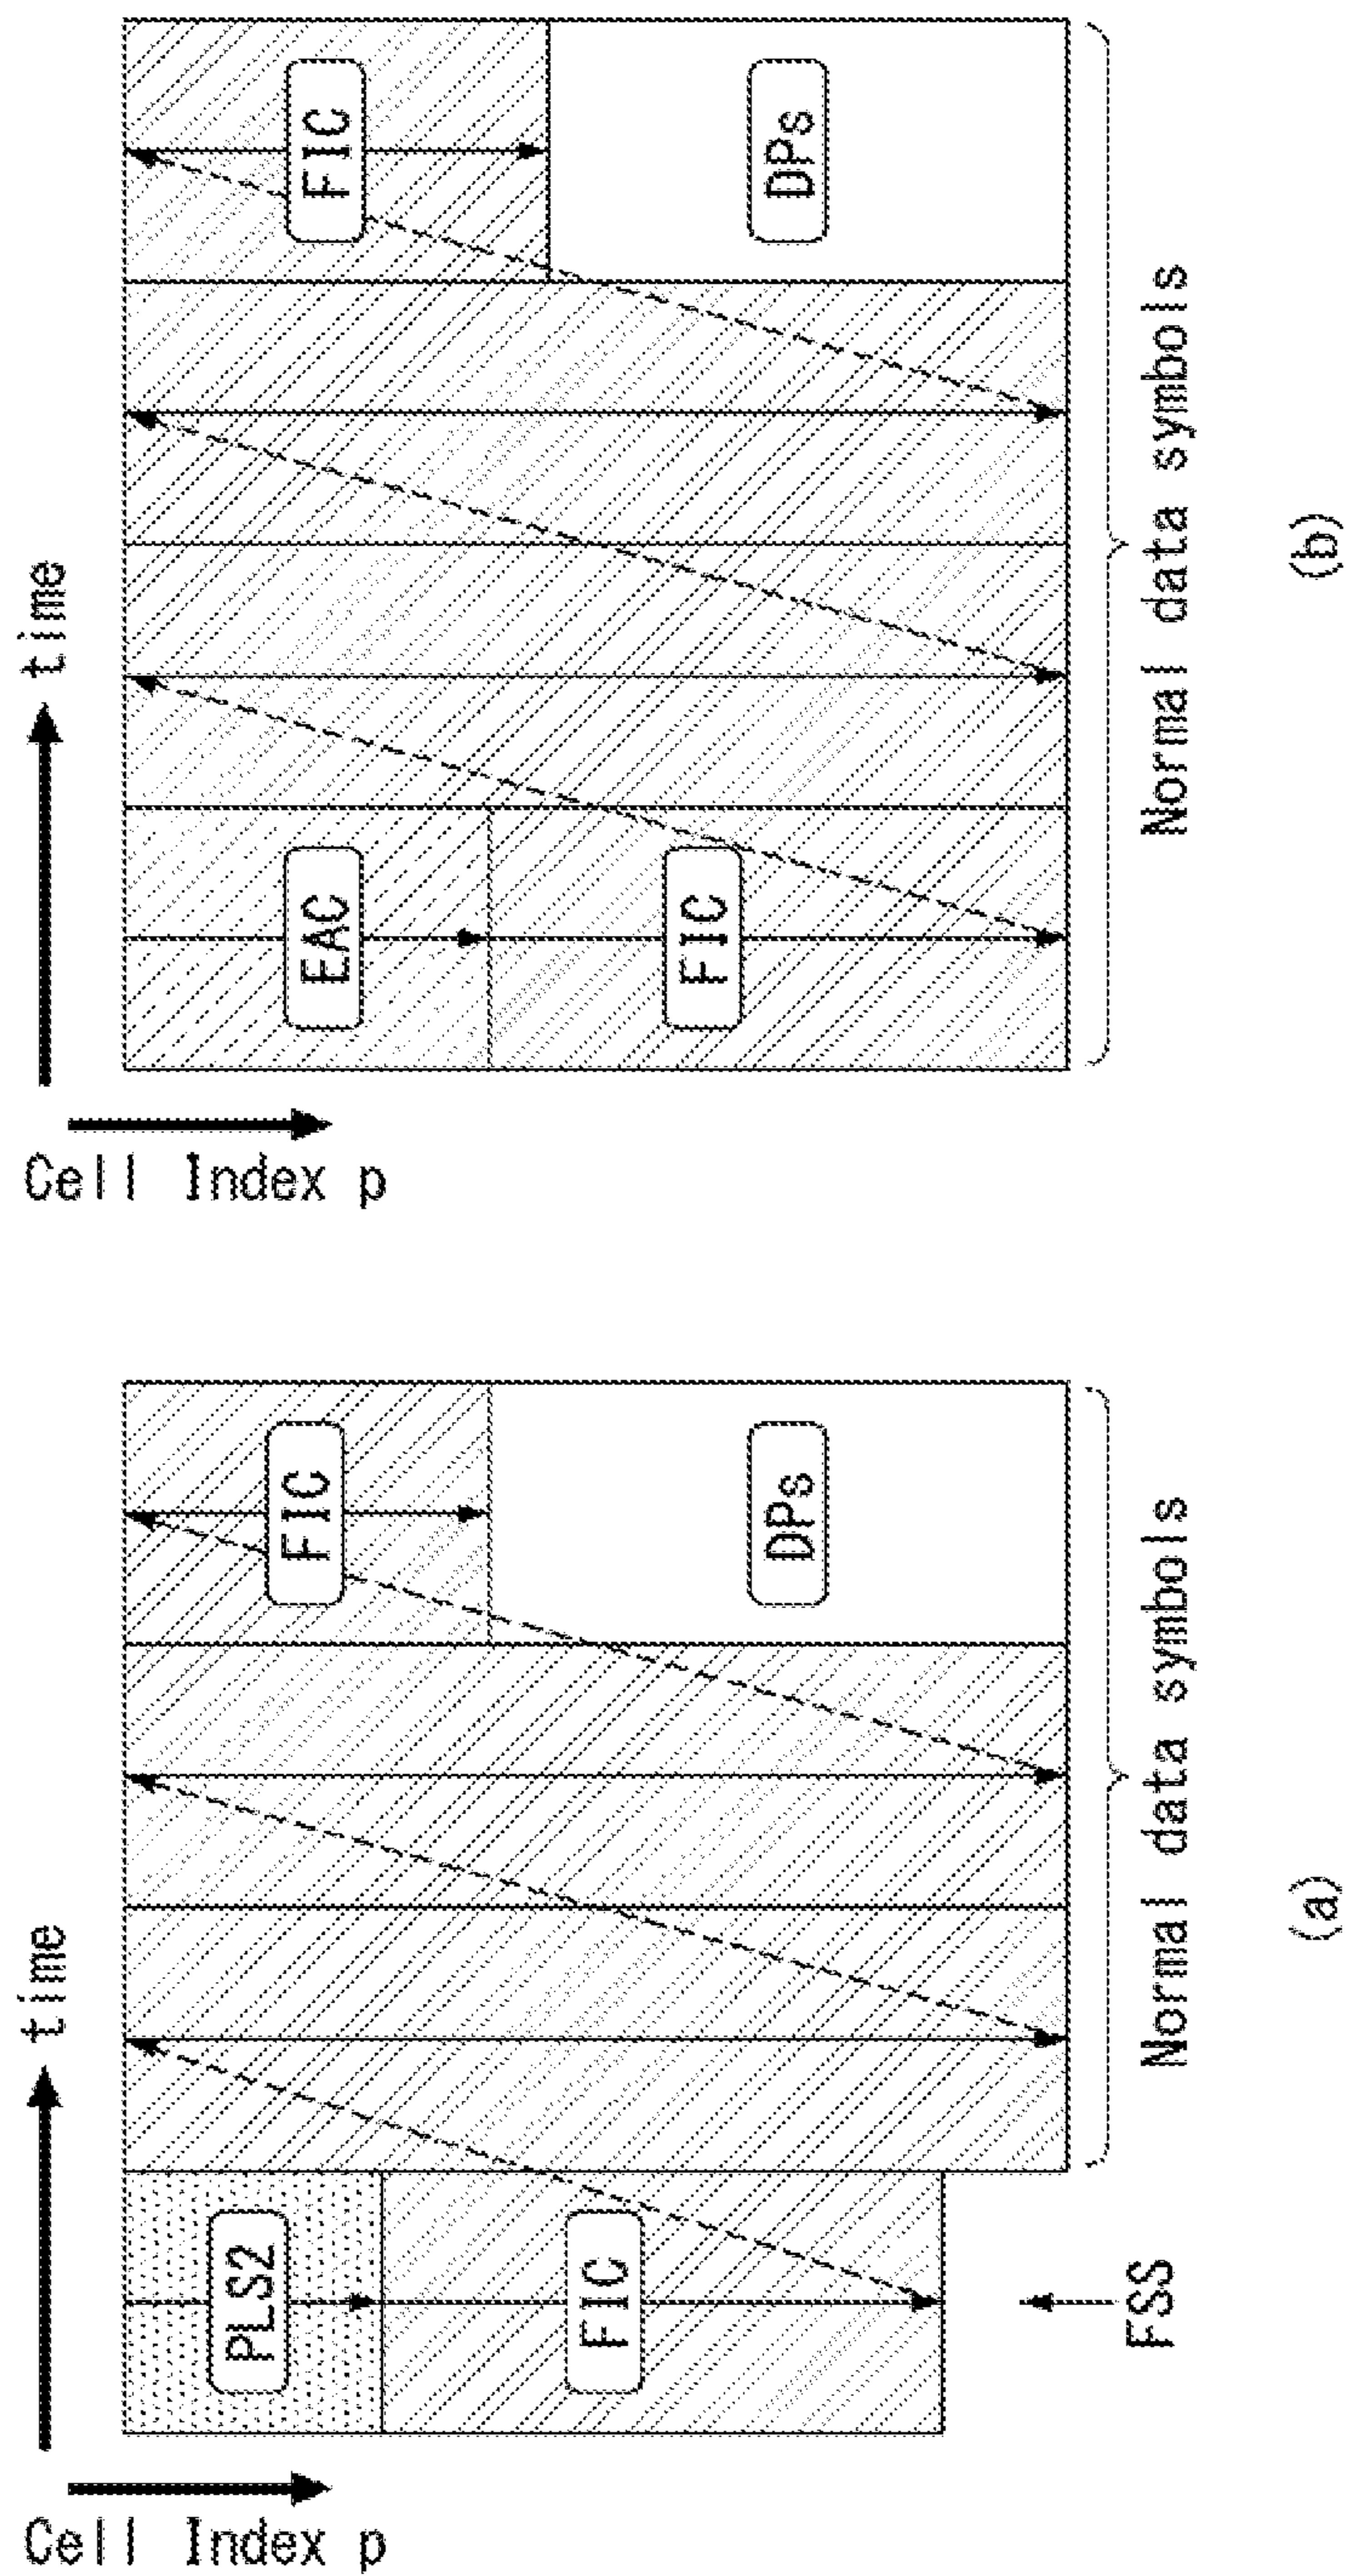 time
Cell Index p
PLS2
FIC
FIC
DPs
FSS
Normal data symbols
(a)
time
Cell Index p
EAC
FIC
FIC
DPs
Normal data symbols
(b)